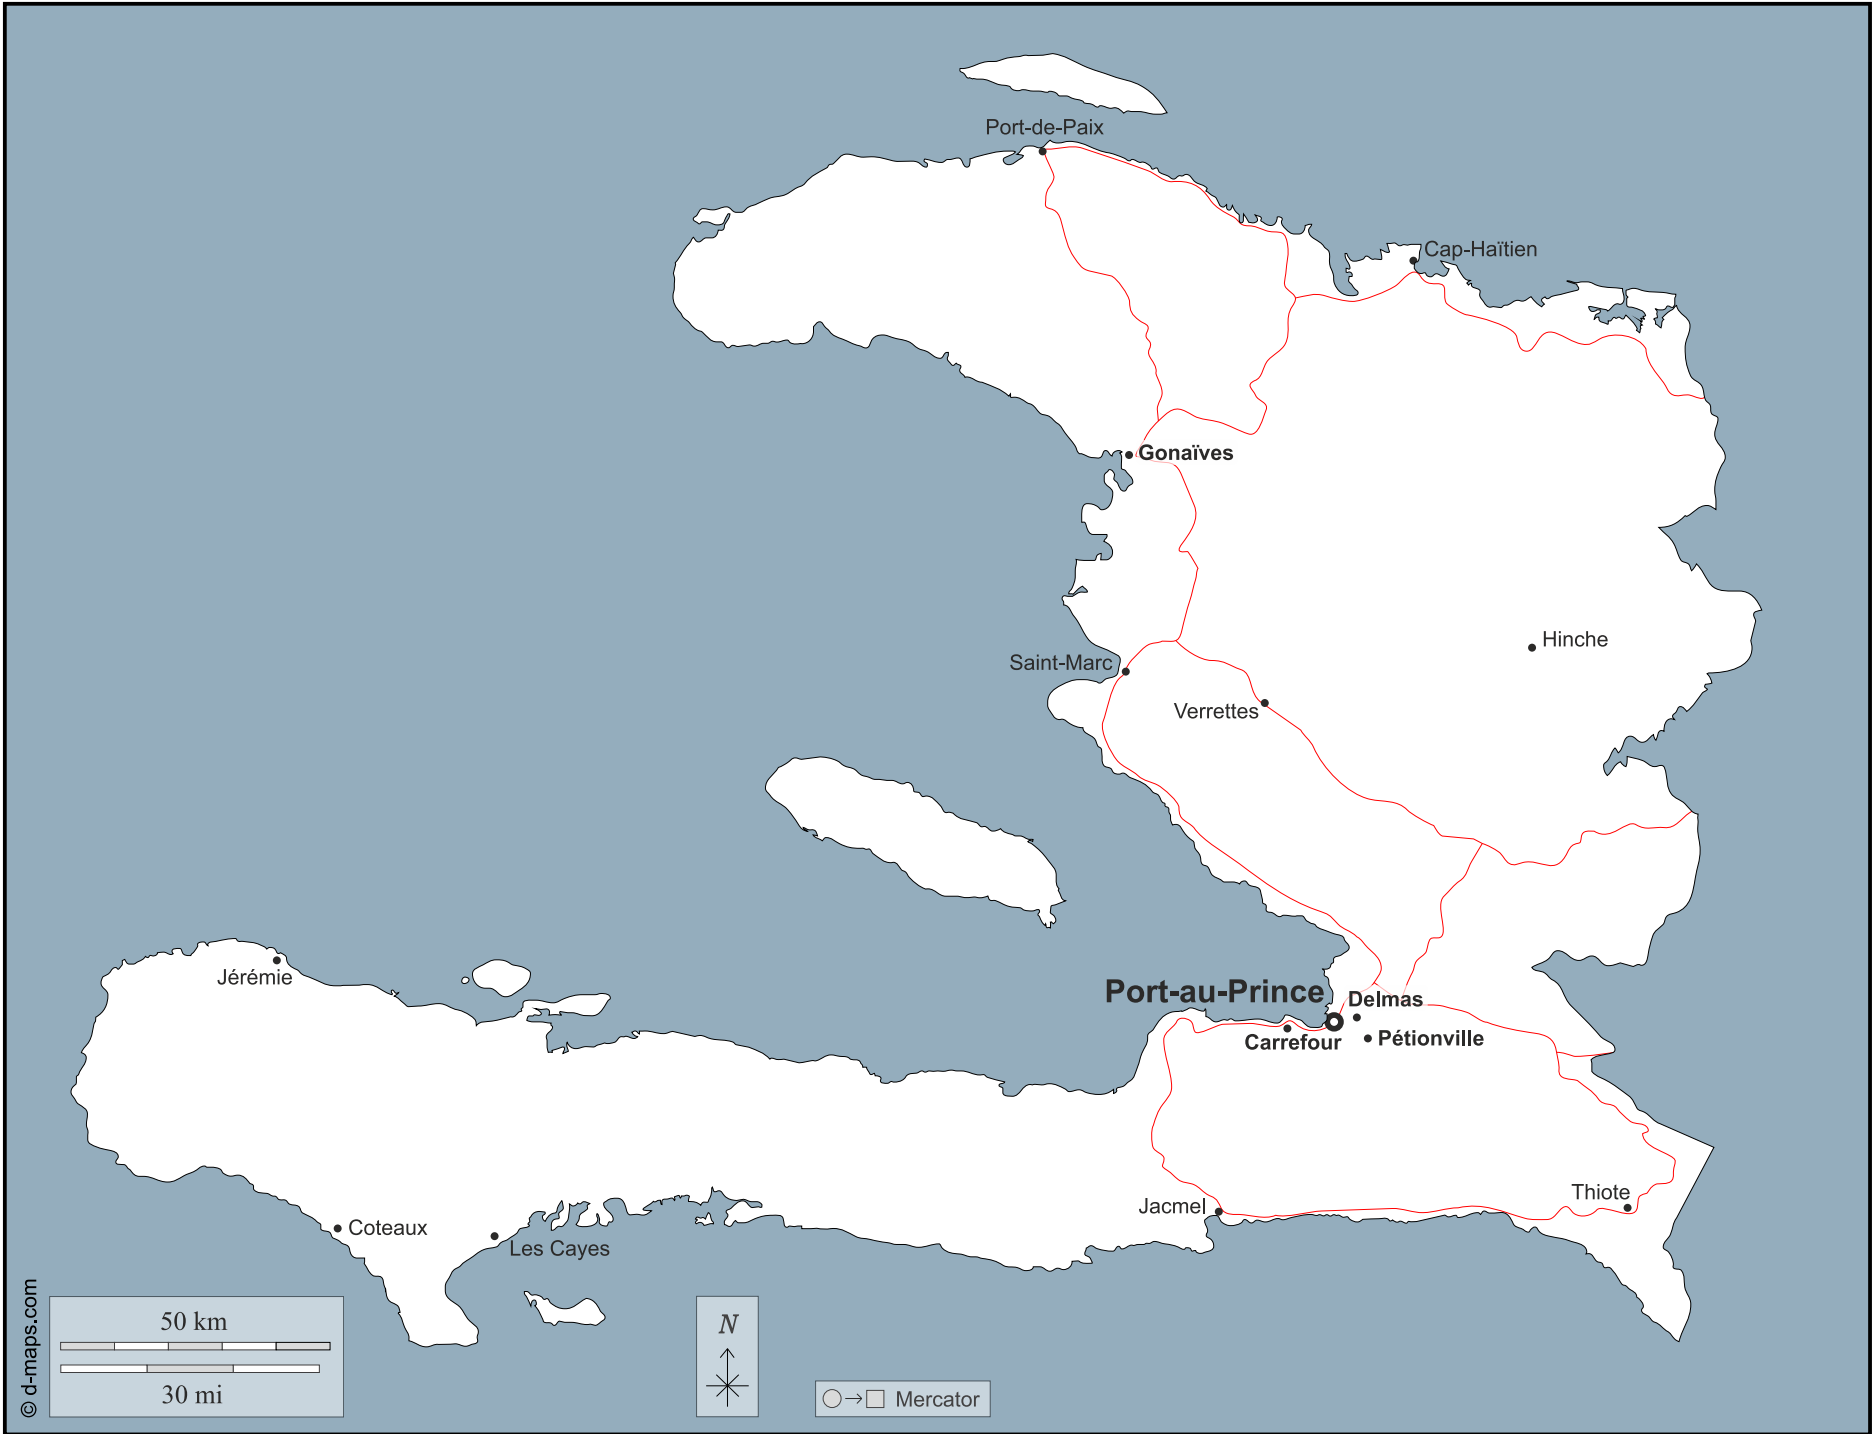 Port-de-Paix
Cap-Haïtien
Gonaïves
Hinche
Saint-Marc
Verrettes
Jérémie
Port-au-Prince
Delmas
Carrefour
Pétionville
Thiote
Jacmel
Coteaux
Les Cayes
© d-maps.com
50 km
30 mi
N
Mercator